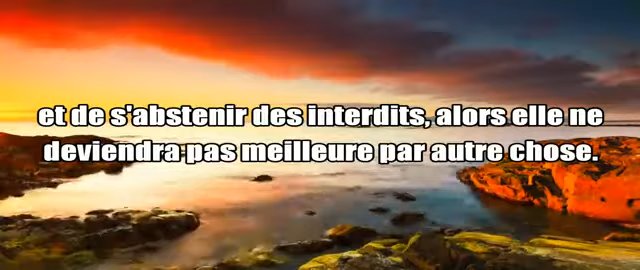 et de s'abstenir des interdits, alors elle ne
deviendra pas meilleure par autre chose.